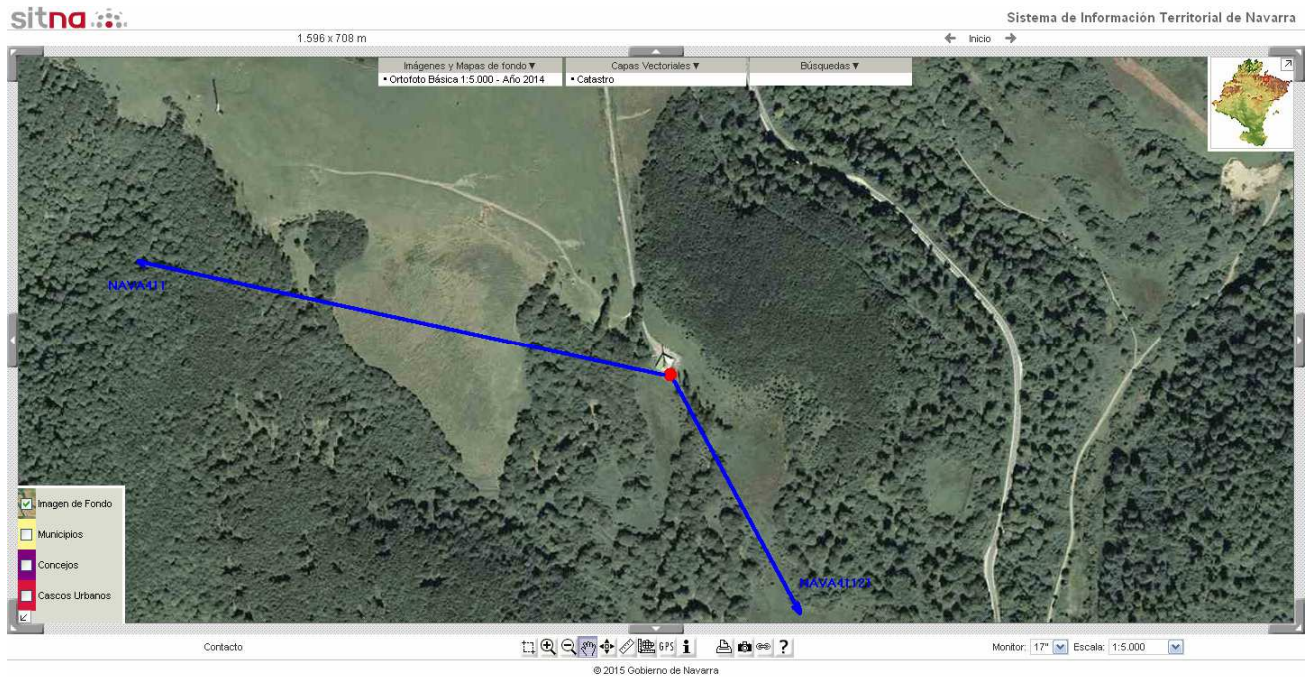 sitna
Sistema de Información Territorial de Navarra
1.596 x 708 m
Inicio
Imágenes y Mapas de fondo ▼
Capas Vectoriales ▼
Búsquedas ▼
• Ortofoto Básica 1:5.000 - Año 2014
• Catastro
NAVA411
NAVA41121
Imagen de Fondo
Municipios
Concejos
Cascos Urbanos
Contacto
GPS
i
?
Monitor: 17"
Escala: 1:5.000
© 2015 Gobierno de Navarra